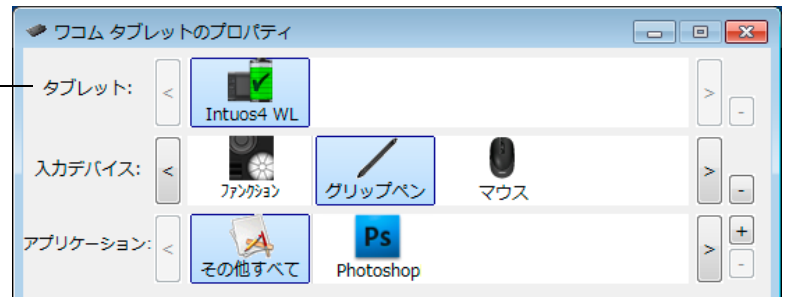 ワコム タブレットのプロパティ
タブレット:
<
Intuos4 WL
>
-
入力デバイス:
<
ファンクション
グリップペン
マウス
>
-
アプリケーション:
<
その他すべて
Ps
Photoshop
>
+
-